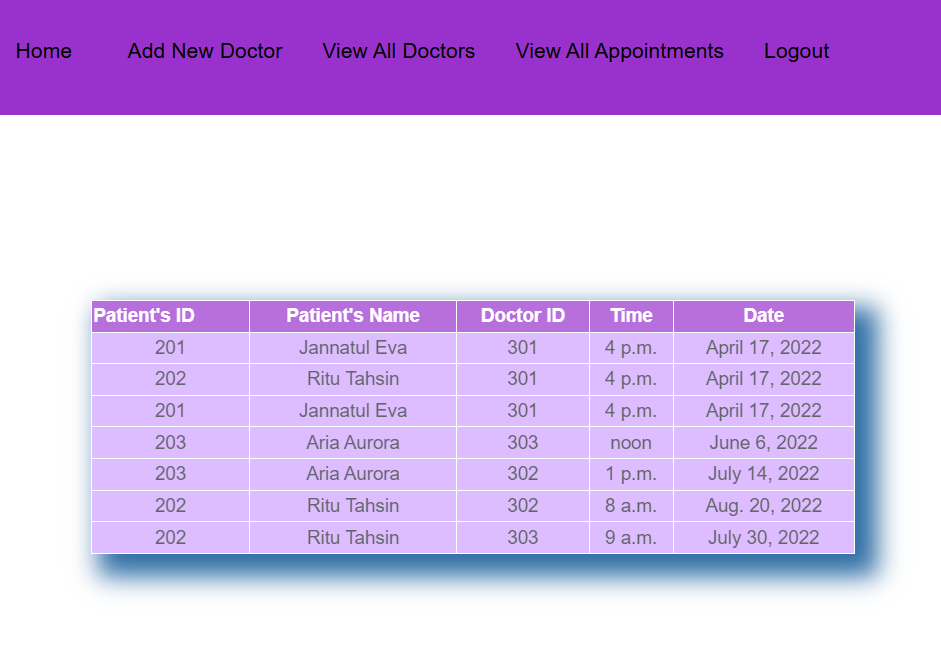 Home Add New Doctor View All Doctors View All Appointments Logout
Patient's ID Patient's Name Doctor ID Time Date
201 Jannatul Eva 301 4 p.m. April 17, 2022
202 Ritu Tahsin 301 4 p.m. April 17, 2022
201 Jannatul Eva 301 4 p.m. April 17, 2022
203 Aria Aurora 303 noon June 6, 2022
203 Aria Aurora 302 1 p.m. July 14, 2022
202 Ritu Tahsin 302 8 a.m. Aug. 20, 2022
202 Ritu Tahsin 303 9 a.m. July 30, 2022